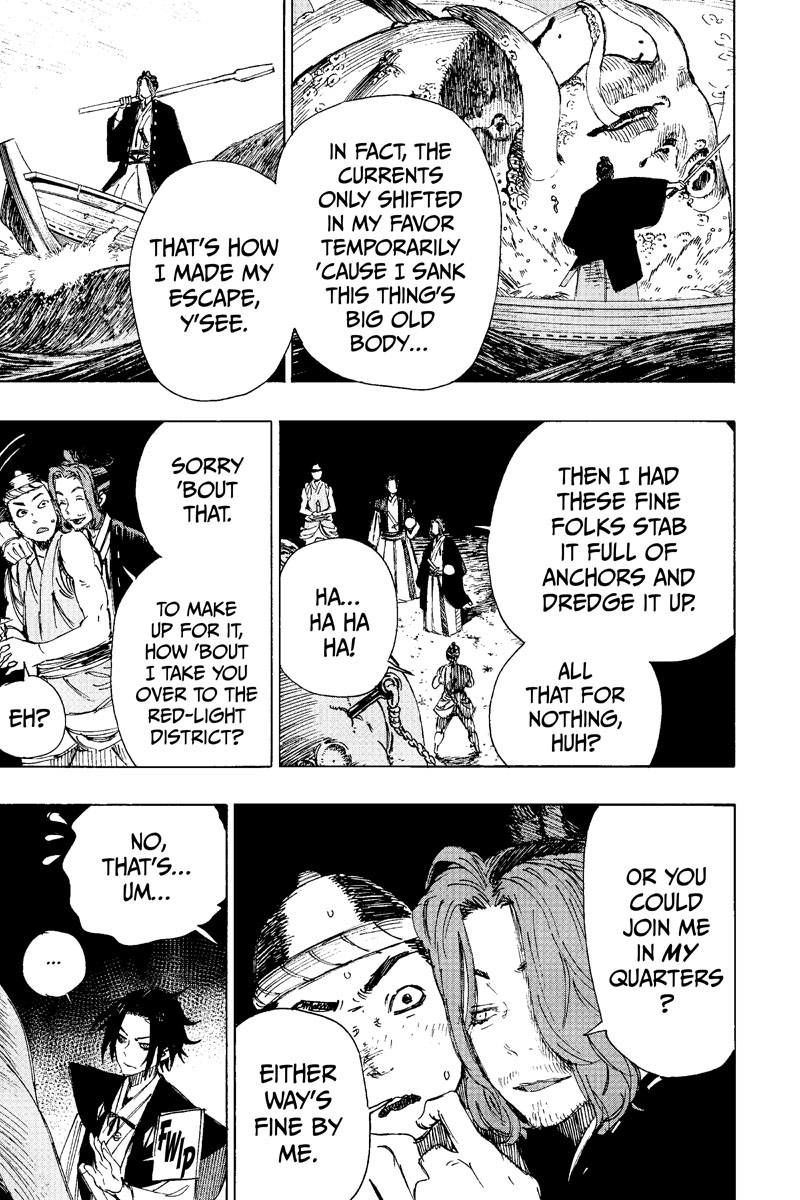 IN FACT, THE
CURRENTS
ONLY SHIFTED
IN MY FAVOR
TEMPORARILY
'CAUSE I SANK
THIS THING'S
BIG OLD
BODY...
THAT'S HOW
I MADE MY
ESCAPE,
Y'SEE.
THEN I HAD
THESE FINE
FOLKS STAB
IT FULL OF
ANCHORS AND
DREDGE IT UP.
ALL
THAT FOR
NOTHING,
HUH?
HA...
HA HA
HA!
SORRY
'BOUT
THAT.
TO MAKE
UP FOR IT,
HOW 'BOUT
I TAKE YOU
OVER TO THE
RED-LIGHT
DISTRICT?
EH?
OR YOU
COULD
JOIN ME
IN MY
QUARTERS
?
EITHER
WAY'S
FINE BY
ME.
NO,
THAT'S...
UM...
...
FWIP